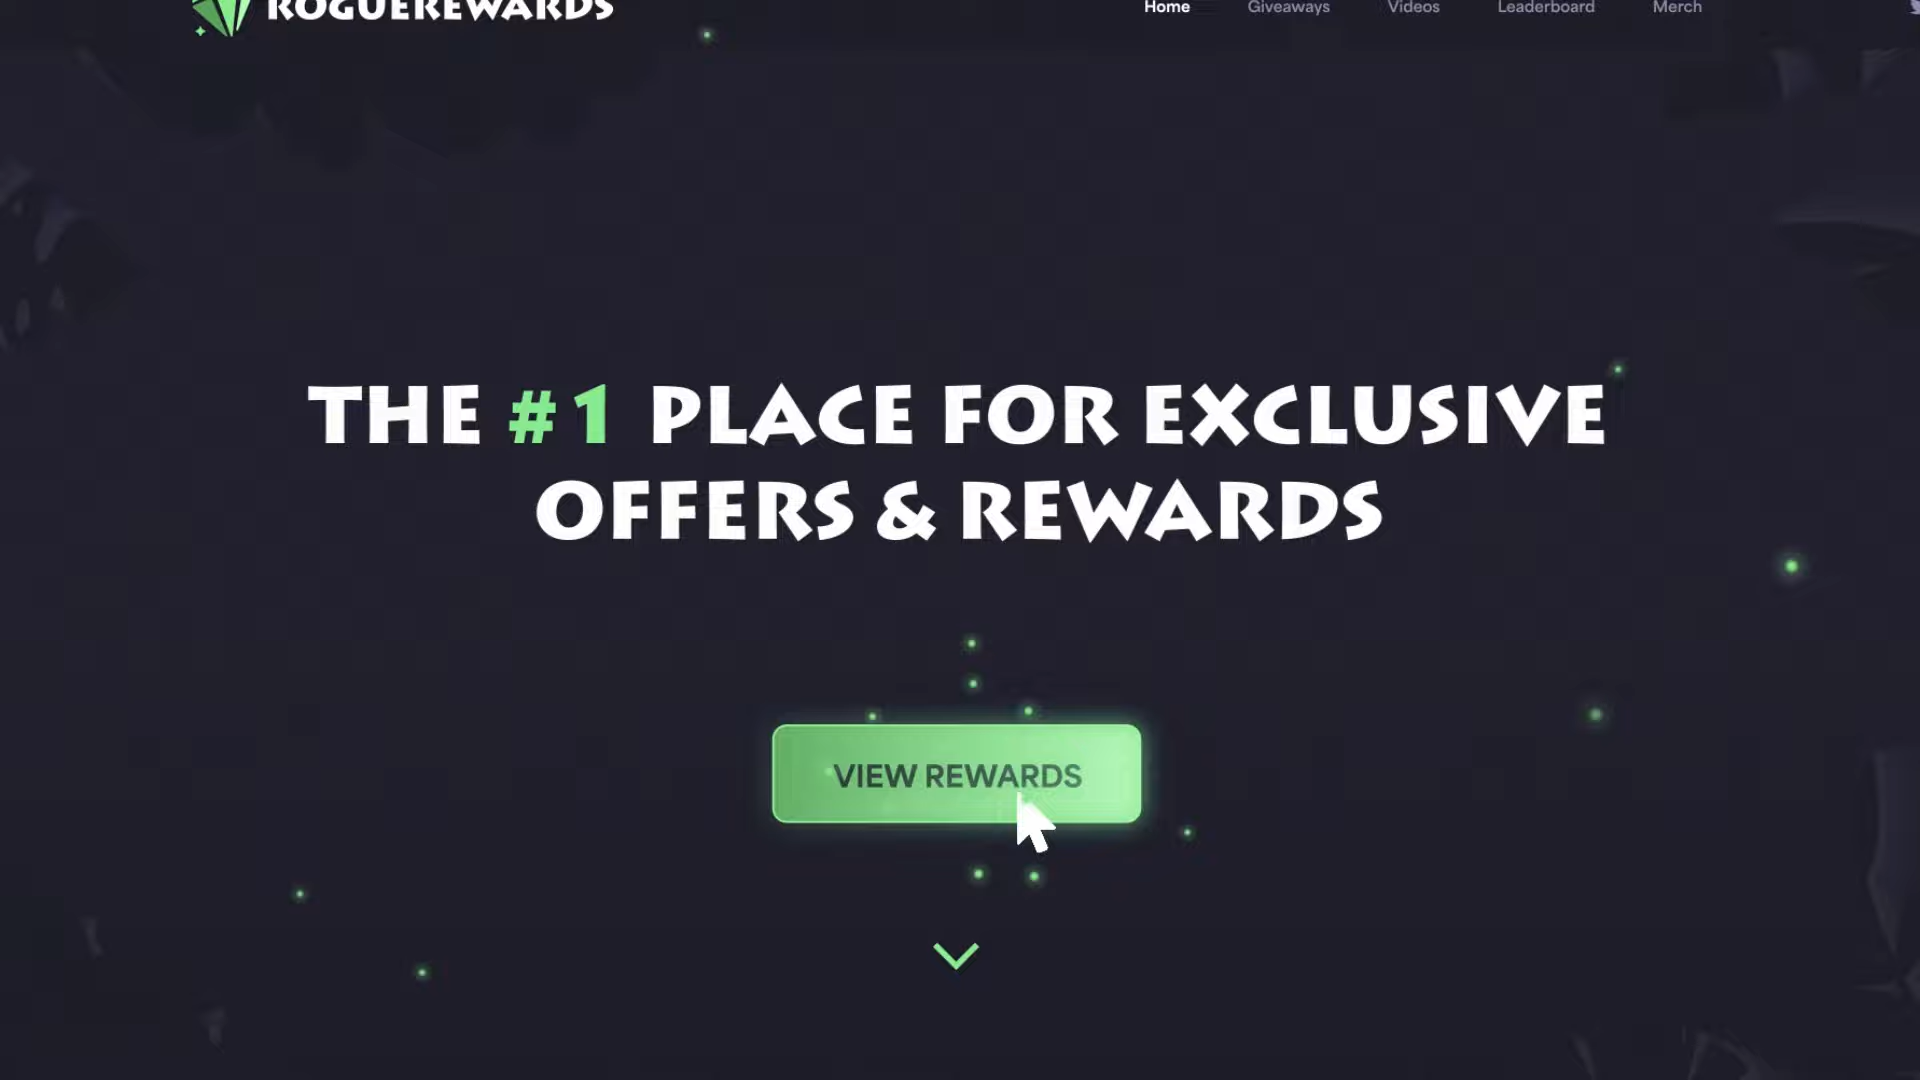 ROGUEREWARDS
Home Giveaways Videos Leaderboard Merch
THE #1 PLACE FOR EXCLUSIVE
OFFERS & REWARDS
VIEW REWARDS